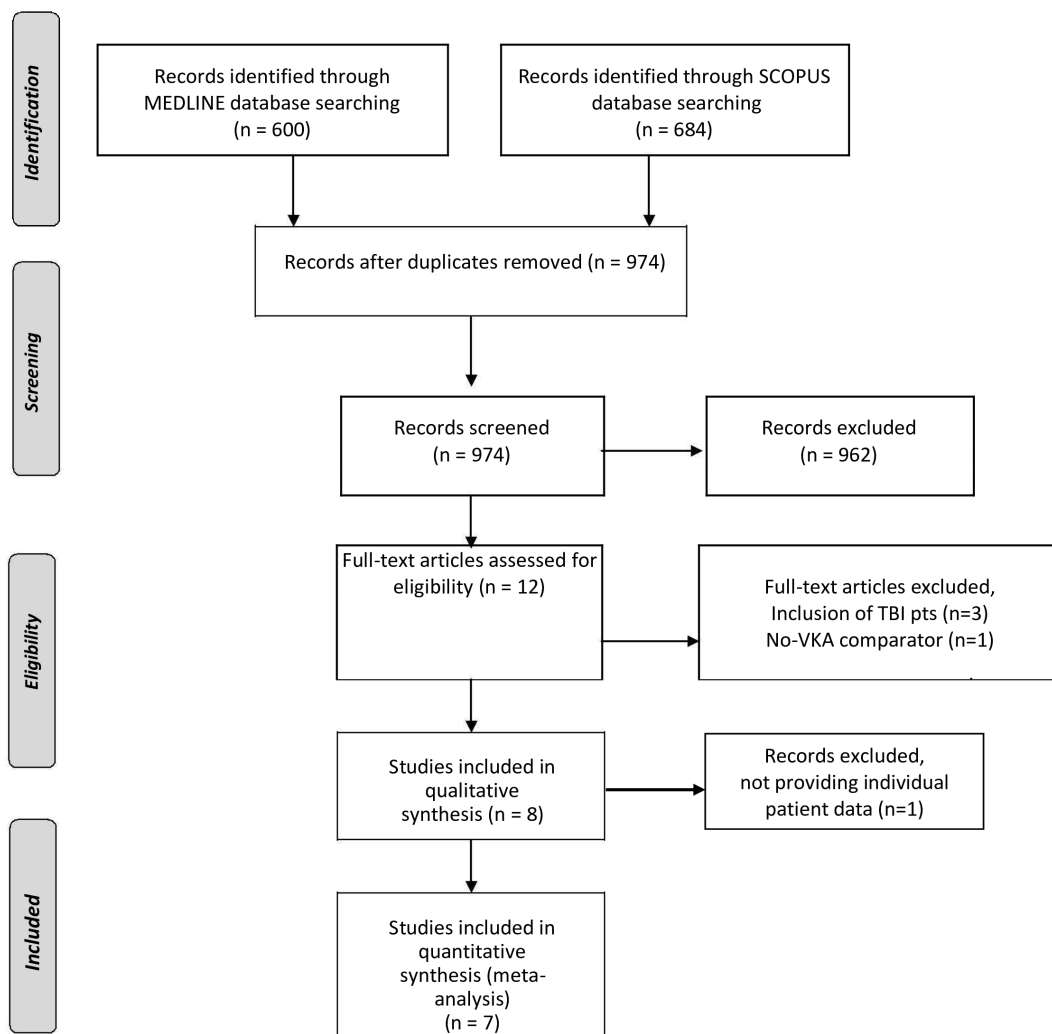 Identification
Records identified through
MEDLINE database searching
(n = 600)
Records identified through SCOPUS
database searching
(n = 684)
Records after duplicates removed (n = 974)
Screening
Records screened
(n = 974)
Records excluded
(n = 962)
Eligibility
Full-text articles assessed for
eligibility (n = 12)
Full-text articles excluded,
Inclusion of TBI pts (n=3)
No-VKA comparator (n=1)
Studies included in
qualitative
synthesis (n = 8)
Records excluded,
not providing individual
patient data (n=1)
Included
Studies included in
quantitative
synthesis (meta-
analysis)
(n = 7)